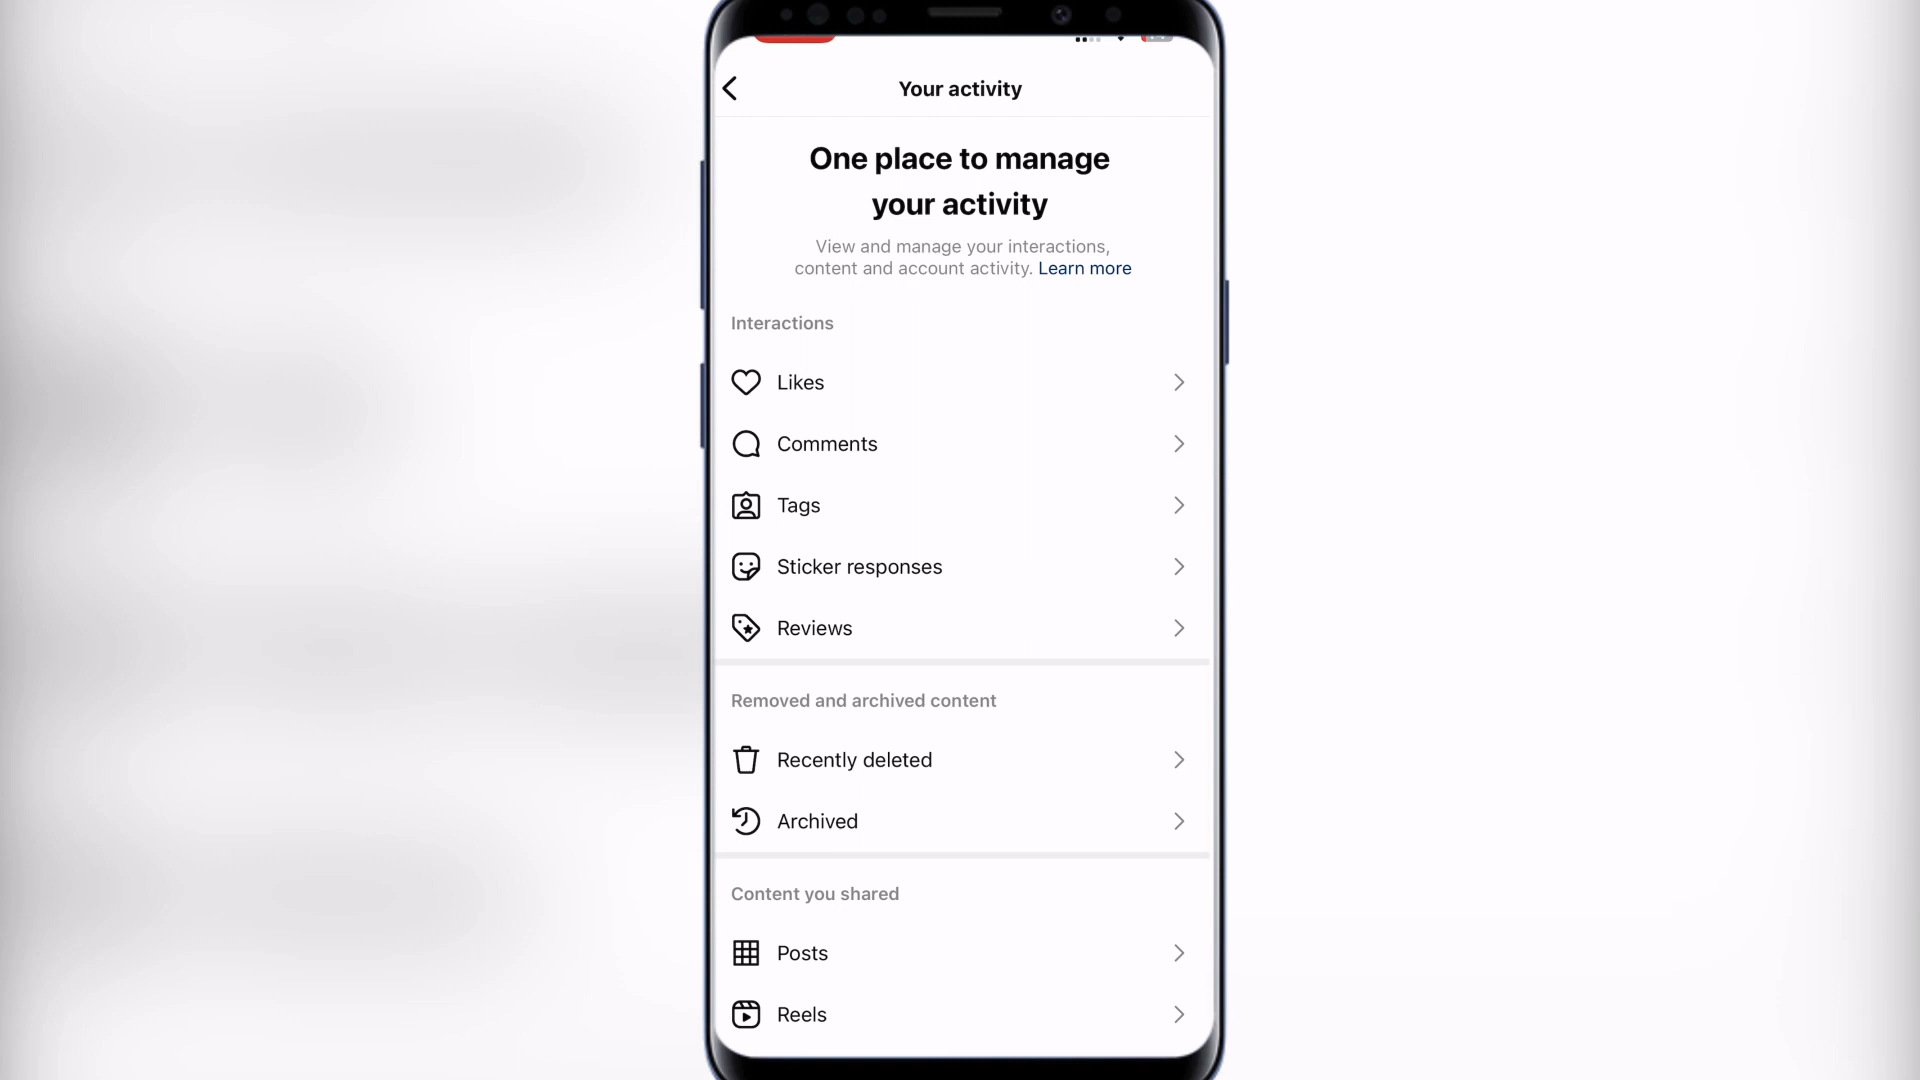 Your activity
One place to manage
your activity
View and manage your interactions,
content and account activity. Learn more
Interactions
Likes
Comments
Tags
Sticker responses
Reviews
Removed and archived content
Recently deleted
Archived
Content you shared
Posts
Reels